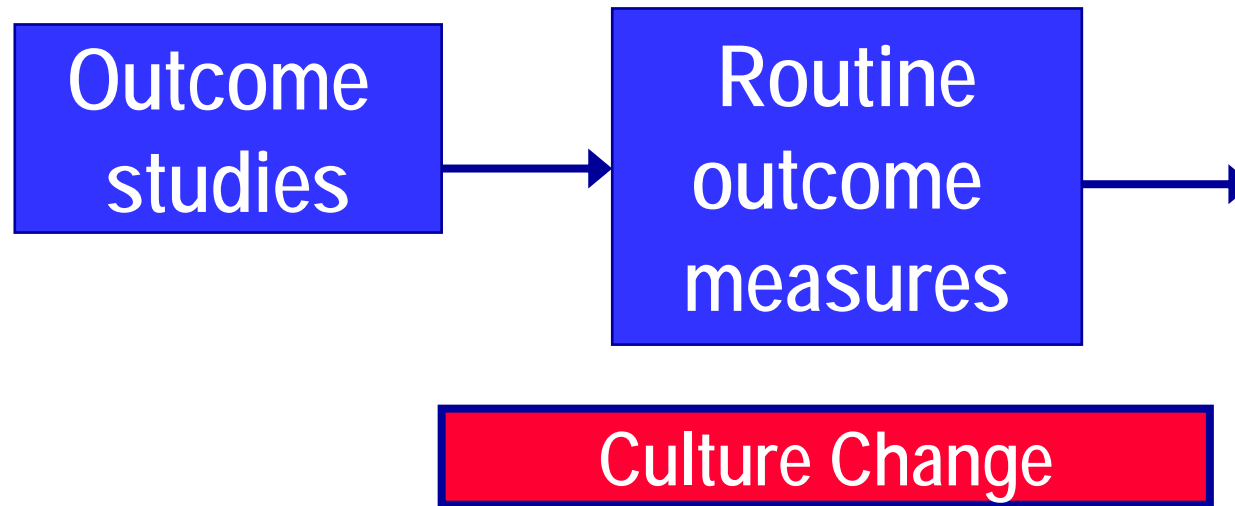 Outcome
studies
Routine
outcome
measures
Culture Change